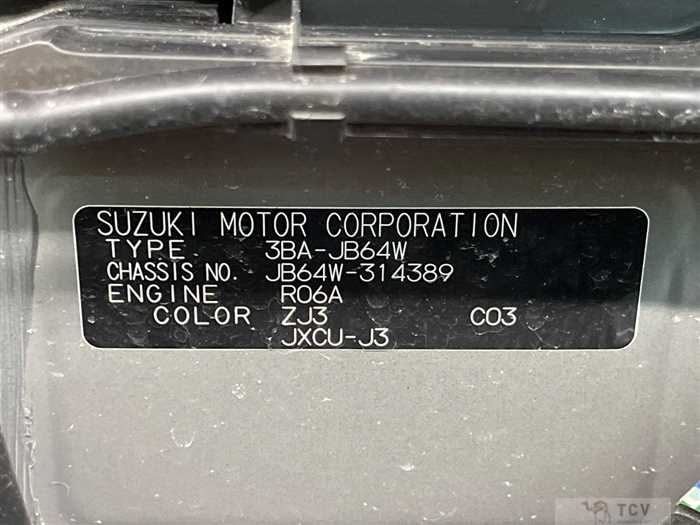 SUZUKI MOTOR CORPORATION
TYPE 3BA-JB64W
CHASSIS NO. JB64W-314389
ENGINE R06A
COLOR ZJ3 C03
JXCU-J3
TCV